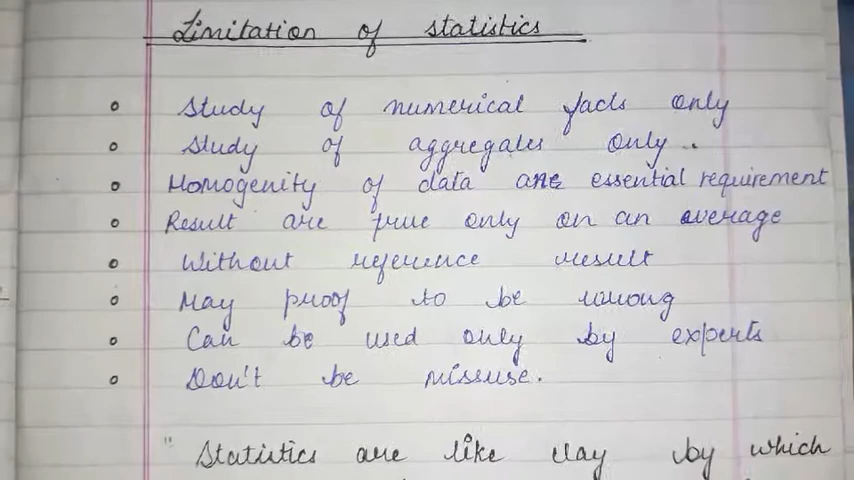 Limitation of statistics
Study of numerical facts only
Study of aggregates only.
Homogenity of data are essential requirement
Result are true only on an average
Without reference result
May proof to be wrong
Can be used only by experts
Don't be missuse.
"Statistics are like clay by which